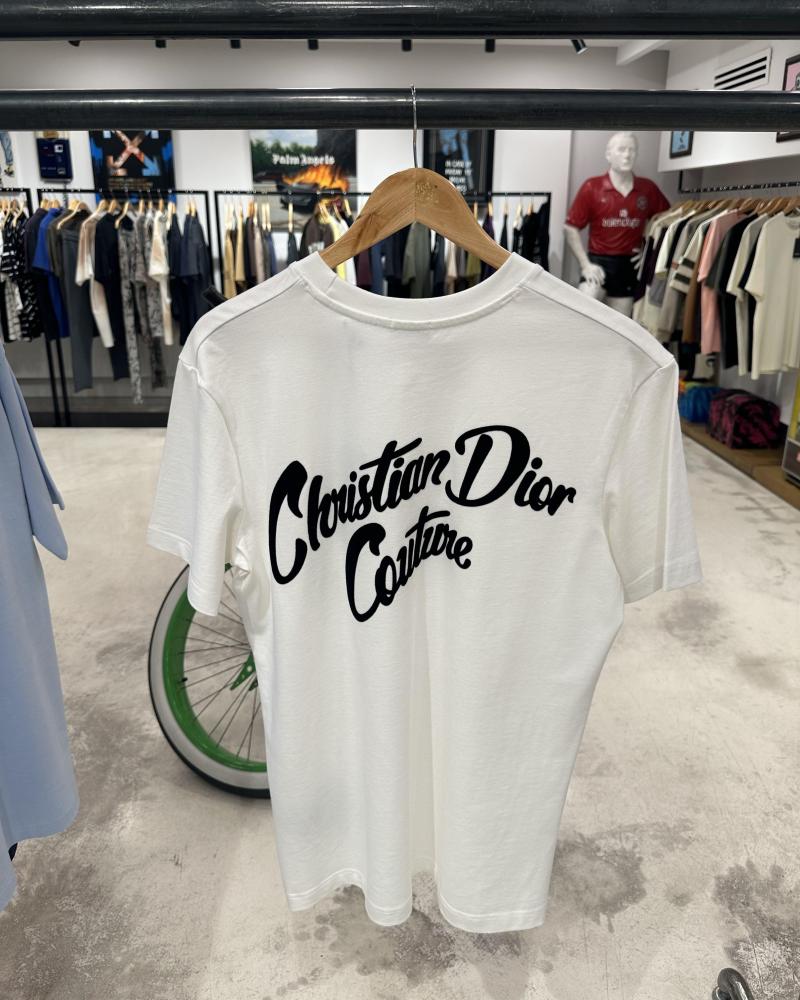 Palm Angels
Christian Dior
Couture